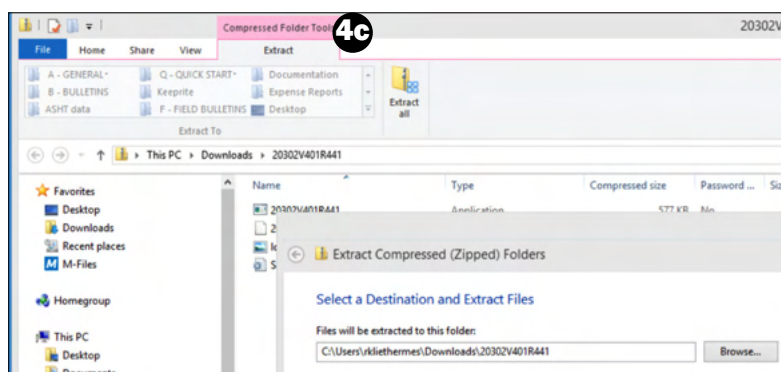 Compressed Folder Tools
4c
20302V
File Home Share View Extract
A - GENERAL Q - QUICK START Documentation
B - BULLETINS Keeprite Expense Reports
ASHT data F - FIELD BULLETINS Desktop
Extract all
Extract To
This PC Downloads 20302V401R441
Favorites
Desktop
Downloads
Recent places
M-Files
Homegroup
This PC
Desktop
Documents
Name Type Compressed size Password ...
20302V401R441 Application 577 KB No
Extract Compressed (Zipped) Folders
Select a Destination and Extract Files
Files will be extracted to this folder:
C:\Users\rkliethermes\Downloads\20302V401R441
Browse...